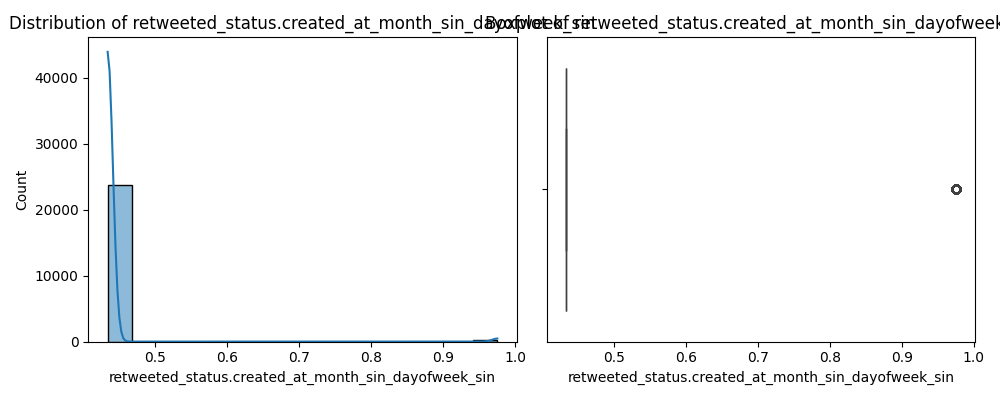 Distribution of retweeted_status.created_at_month_sin_dayofweek_sin
Boxplot of retweeted_status.created_at_month_sin_dayofweek
Count
40000
30000
20000
10000
0
0.5 0.6 0.7 0.8 0.9 1.0
retweeted_status.created_at_month_sin_dayofweek_sin
0.5 0.6 0.7 0.8 0.9 1.0
retweeted_status.created_at_month_sin_dayofweek_sin